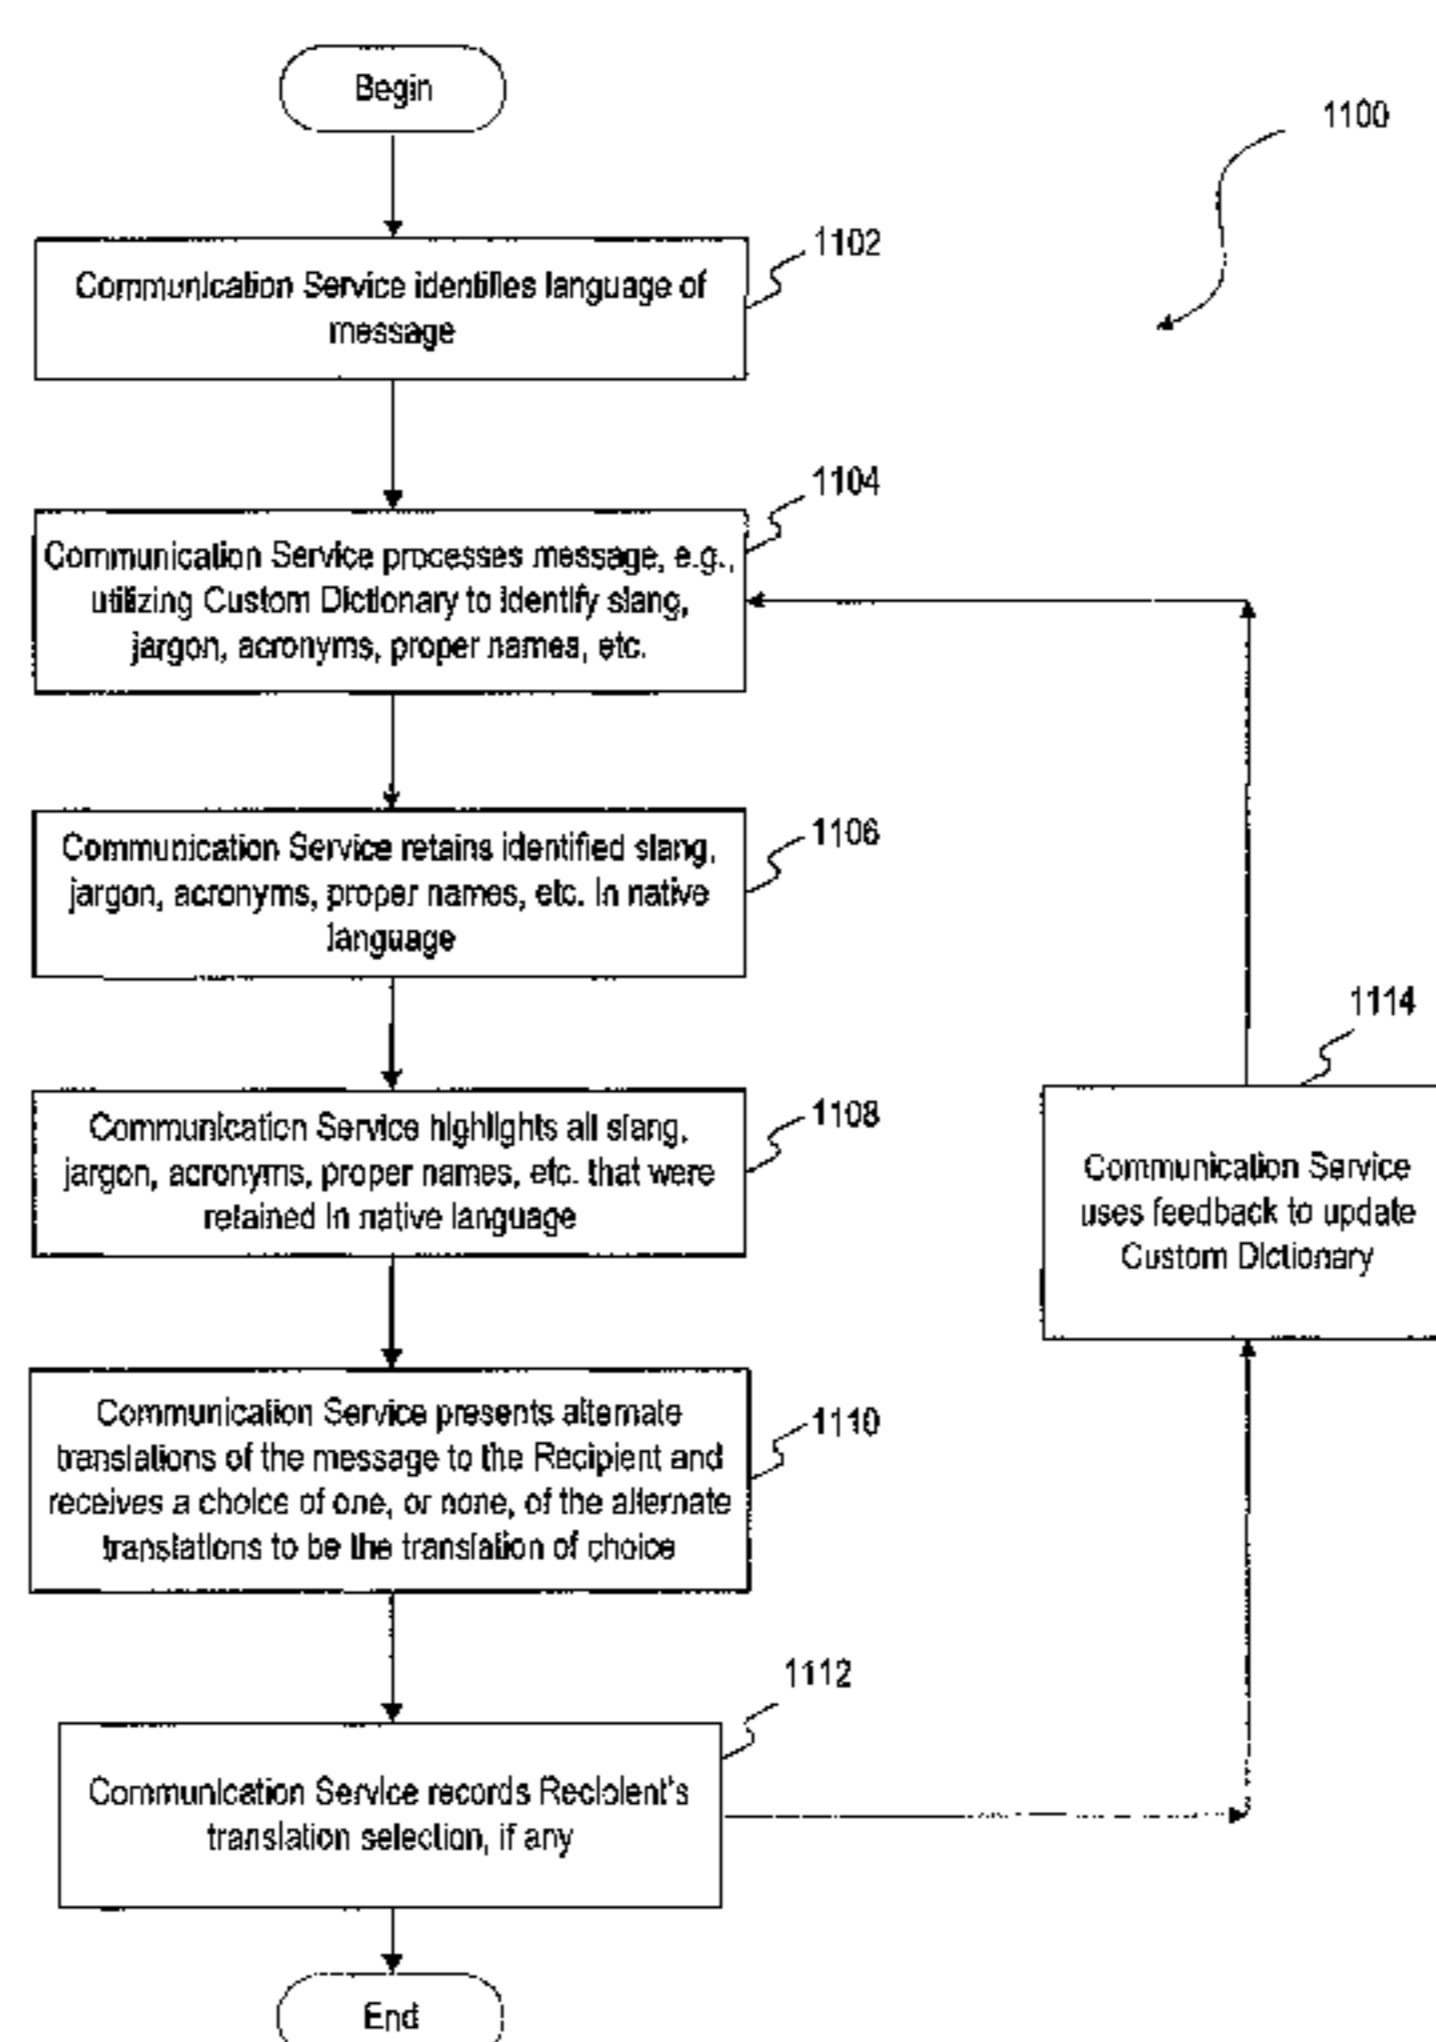 Begin
1100
1102
Communication Service identifies language of
message
1104
Communication Service processes message, e.g.,
utilizing Custom Dictionary to identify slang,
jargon, acronyms, proper names, etc.
1106
Communication Service retains identified slang,
jargon, acronyms, proper names, etc. in native
language
1108
Communication Service highlights all slang,
jargon, acronyms, proper names, etc. that were
retained in native language
1110
Communication Service presents alternate
translations of the message to the Recipient and
receives a choice of one, or none, of the alternate
translations to be the translation of choice
1112
Communication Service records Recipient's
translation selection, if any
1114
Communication Service
uses feedback to update
Custom Dictionary
End